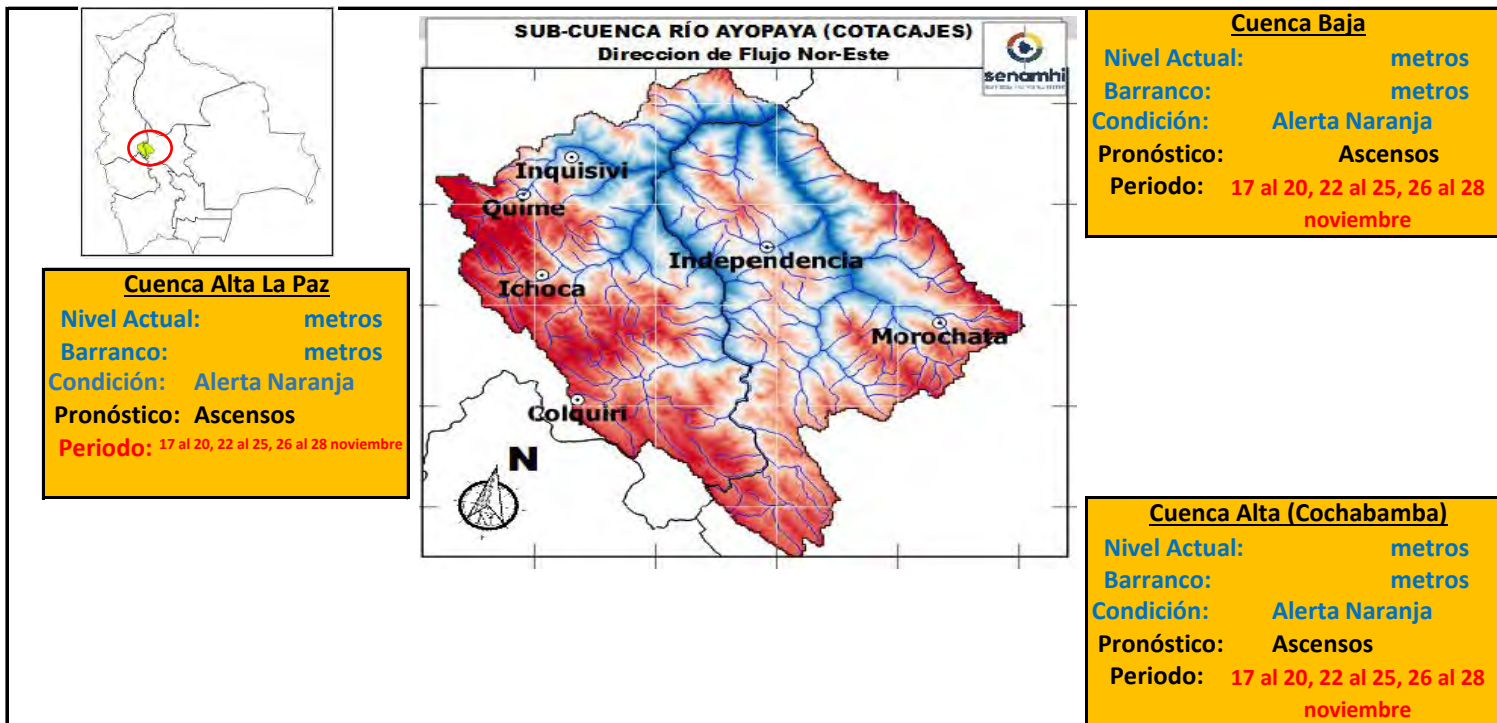 SUB-CUENCA RÍO AYOPAYA (COTACAJES)
Direccion de Flujo Nor-Este
senamhi
Inquisivi
Quime
Independencia
Ichoca
Morochata
Colquiri
N
Cuenca Alta La Paz
Nivel Actual: metros
Barranco: metros
Condición: Alerta Naranja
Pronóstico: Ascensos
Periodo: 17 al 20, 22 al 25, 26 al 28 noviembre
Cuenca Baja
Nivel Actual: metros
Barranco: metros
Condición: Alerta Naranja
Pronóstico: Ascensos
Periodo: 17 al 20, 22 al 25, 26 al 28
noviembre
Cuenca Alta (Cochabamba)
Nivel Actual: metros
Barranco: metros
Condición: Alerta Naranja
Pronóstico: Ascensos
Periodo: 17 al 20, 22 al 25, 26 al 28
noviembre